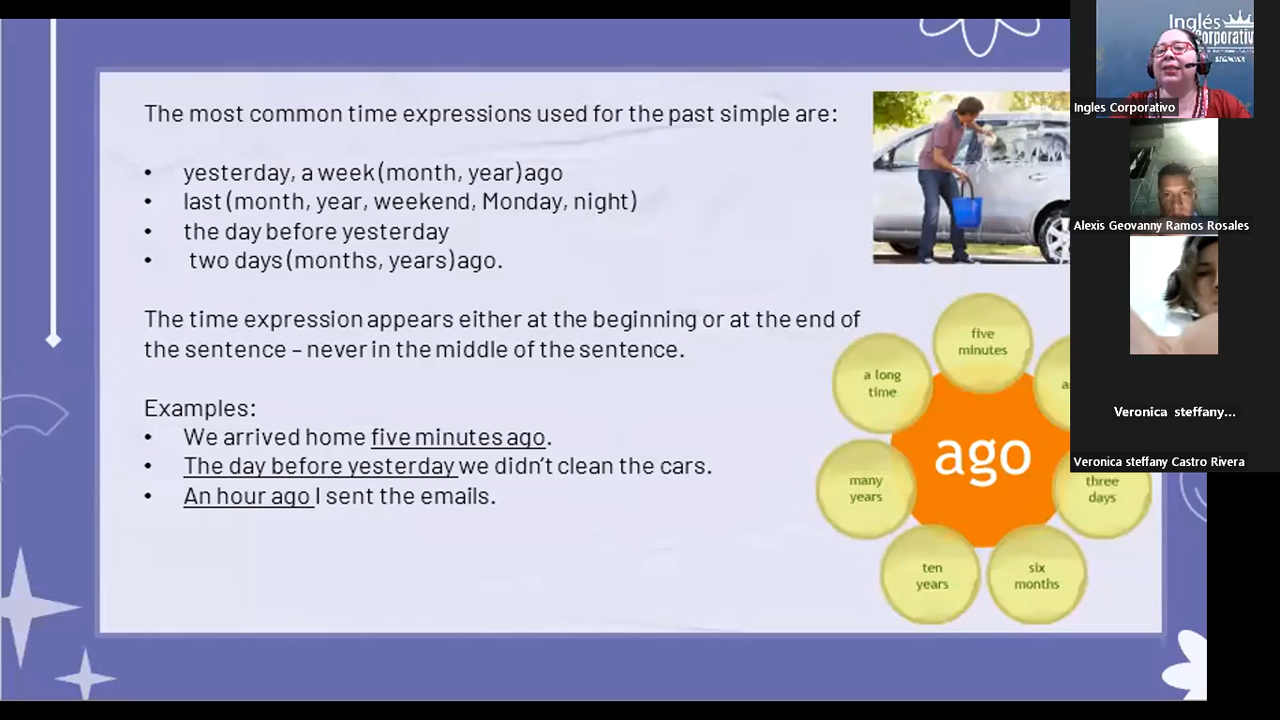 The most common time expressions used for the past simple are:
• yesterday, a week (month, year) ago
• last (month, year, weekend, Monday, night)
• the day before yesterday
• two days (months, years) ago.
The time expression appears either at the beginning or at the end of
the sentence – never in the middle of the sentence.
Examples:
• We arrived home five minutes ago.
• The day before yesterday we didn't clean the cars.
• An hour ago I sent the emails.
five
minutes
a long
time
ago
many
years
three
days
ten
years
six
months
Inglés
Corporativ
Ingles Corporativo
Alexis Geovanny Ramos Rosales
Veronica steffany...
Veronica steffany Castro Rivera